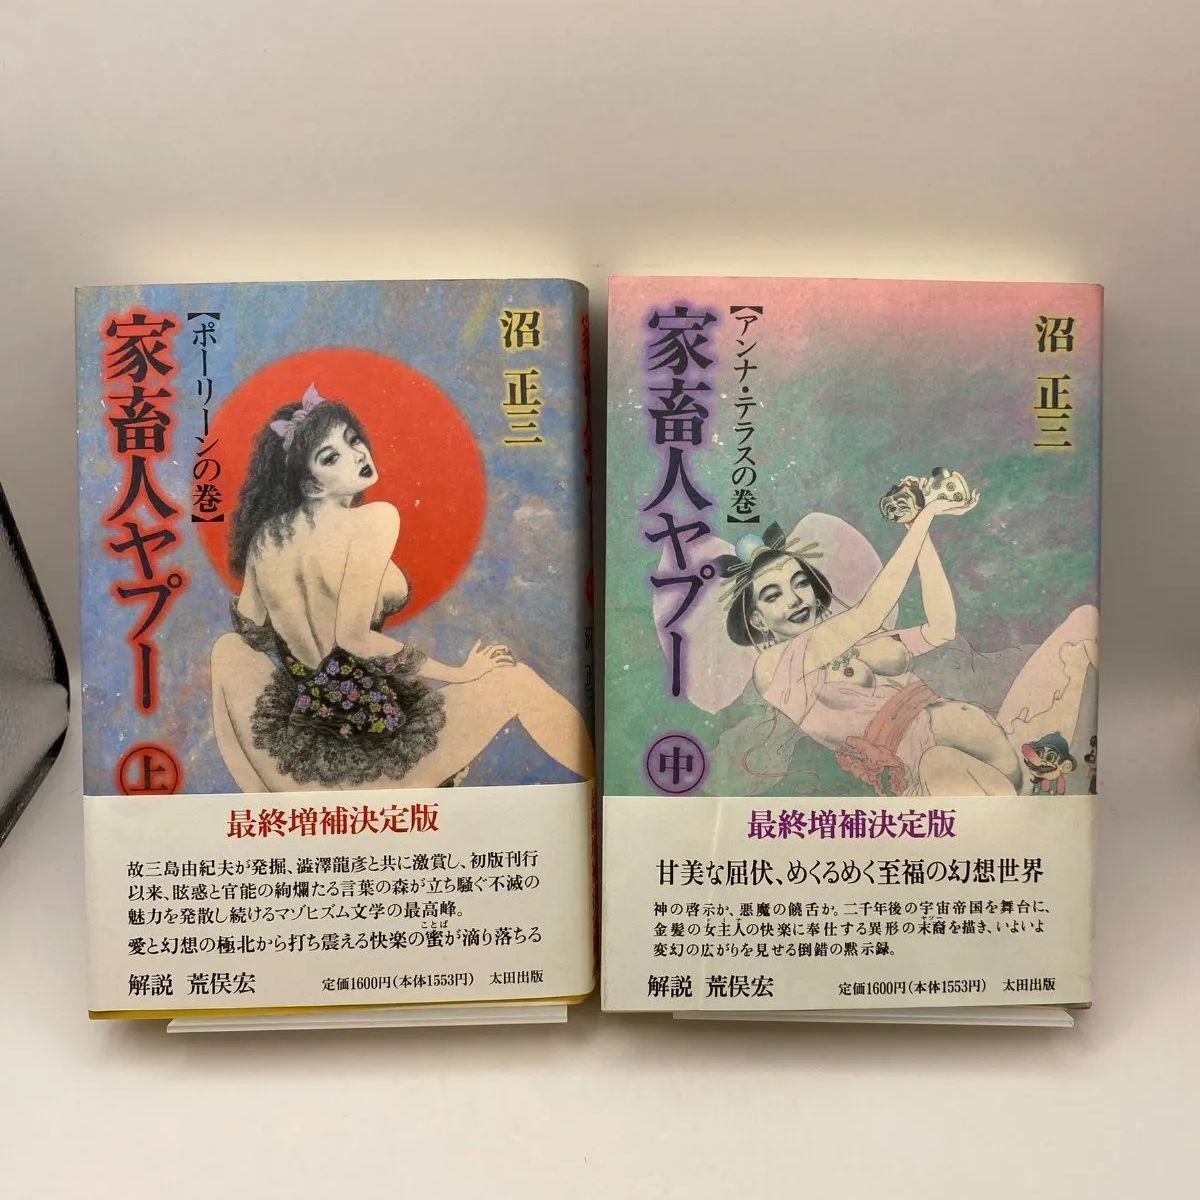 沼 正三
【ポーリーンの巻】
家畜人ヤプー
上
最終増補決定版
故三島由紀夫が発掘、澁澤龍彦と共に激賞し、初版刊行
以来、眩惑と官能の絢爛たる言葉の森が立ち騒ぐ不滅の
魅力を発散し続けるマゾヒズム文学の最高峰。
愛と幻想の極北から打ち震える快楽の蜜が滴り落ちる
ことば
解説 荒俣宏
定価1600円(本体1553円)
太田出版
沼 正三
【アンナ・テラスの巻】
家畜人ヤプー
中
最終増補決定版
甘美な屈伏、めくるめく至福の幻想世界
神の啓示か、悪魔の饒舌か。二千年後の宇宙帝国を舞台に、
金髪の女主人の快楽に奉仕する異形の末裔を描き、いよいよ
変幻の広がりを見せる倒錯の黙示録。
解説 荒俣宏
定価1600円(本体1553円)
太田出版